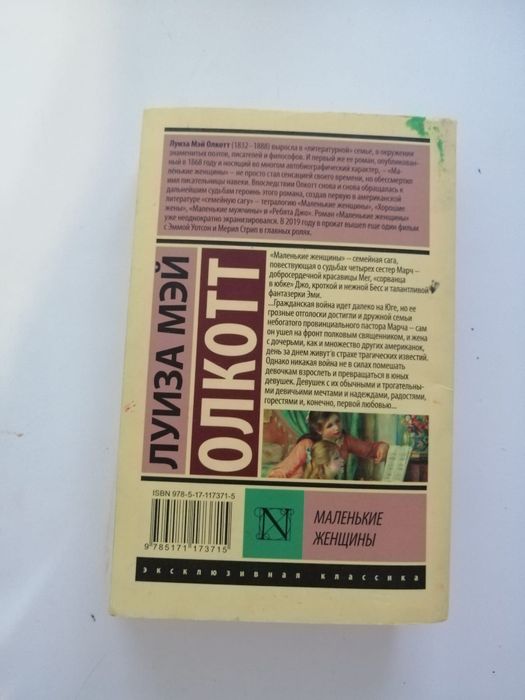 Луиза Мэй Олкотт (1832–1888) выросла в «литературной» семье, в окружении
знаменитых поэтов, писателей и философов. И первый же ее роман, опубликован-
ный в 1868 году и носящий во многом автобиографический характер, – «Ма-
ленькие женщины» – не просто стал сенсацией своего времени, но обессмертил
имя писательницы навеки. Впоследствии Олкотт снова и снова обращалась к
дальнейшим судьбам героинь этого романа, создав первую в американской
литературе «семейную сагу» – тетралогию «Маленькие женщины», «Хорошие
жены», «Маленькие мужчины» и «Ребята Джо». Роман «Маленькие женщины»
уже неоднократно экранизировался. В 2019 году в прокат вышел еще один фильм
с Эммой Уотсон и Мерил Стрип в главных ролях.
ЛУИЗА МЭЙ
ОЛКОТТ
«Маленькие женщины» – семейная сага,
повествующая о судьбах четырех сестер Марч –
добросердечной красавицы Мег, «сорванца
в юбке» Джо, кроткой и нежной Бесс и талантливой
фантазерки Эми.
...Гражданская война идет далеко на Юге, но ее
грозные отголоски достигли и дружной семьи
небогатого провинциального пастора Марча – сам
он ушел на фронт полковым священником, и жена
с дочерьми, как и множество других американок,
день за днем живут в страхе трагических известий.
Однако никакая война не в силах помешать
девочкам взрослеть и превращаться в юных
девушек. Девушек с их обычными и трогательны-
ми девичьими мечтами и надеждами, радостями,
горестями и, конечно, первой любовью...
ISBN 978-5-17-117371-5
9 785171 173715
N
МАЛЕНЬКИЕ
ЖЕНЩИНЫ
ЭКСКЛЮЗИВНАЯ КЛАССИКА